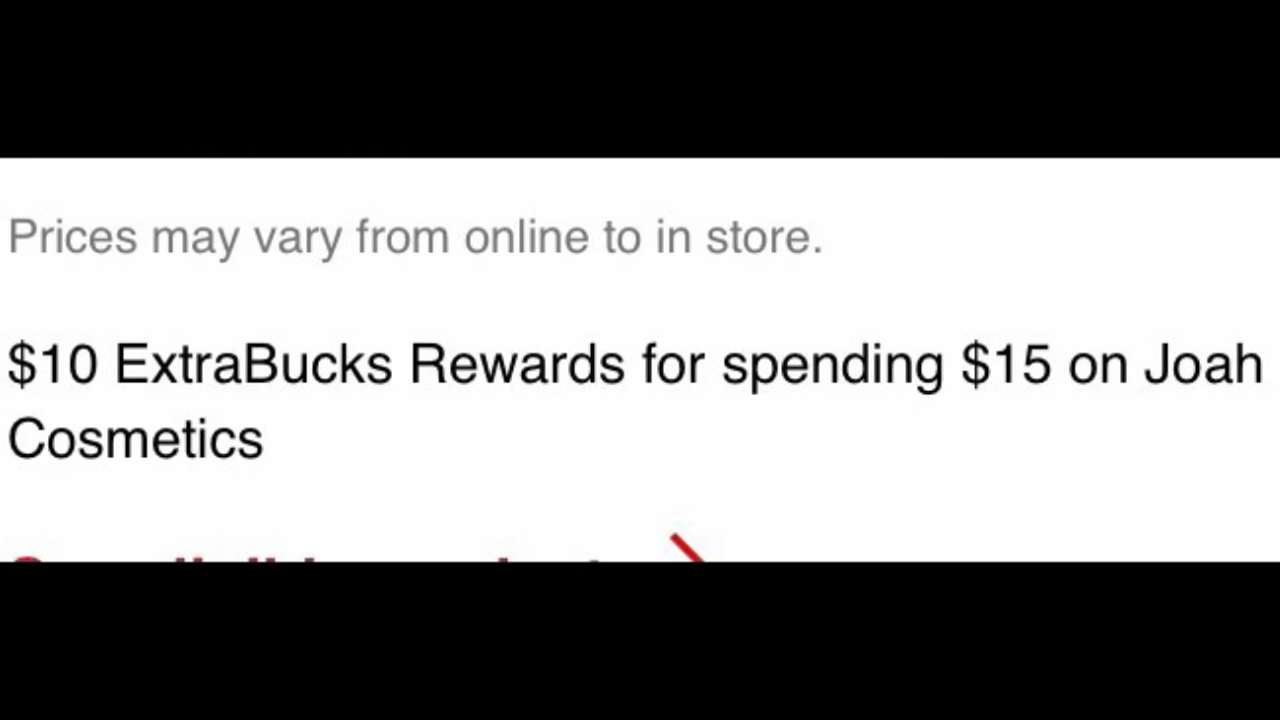 Prices may vary from online to in store.
$10 ExtraBucks Rewards for spending $15 on Joah
Cosmetics